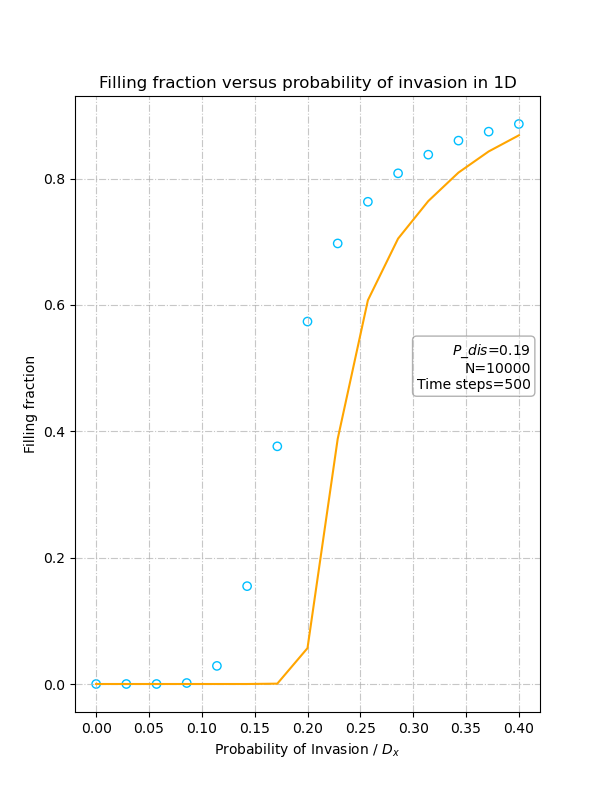 Filling fraction versus probability of invasion in 1D
Filling fraction
0.8
0.6
0.4
0.2
0.0
P_dis=0.19
N=10000
Time steps=500
0.00 0.05 0.10 0.15 0.20 0.25 0.30 0.35 0.40
Probability of Invasion / Dₓ